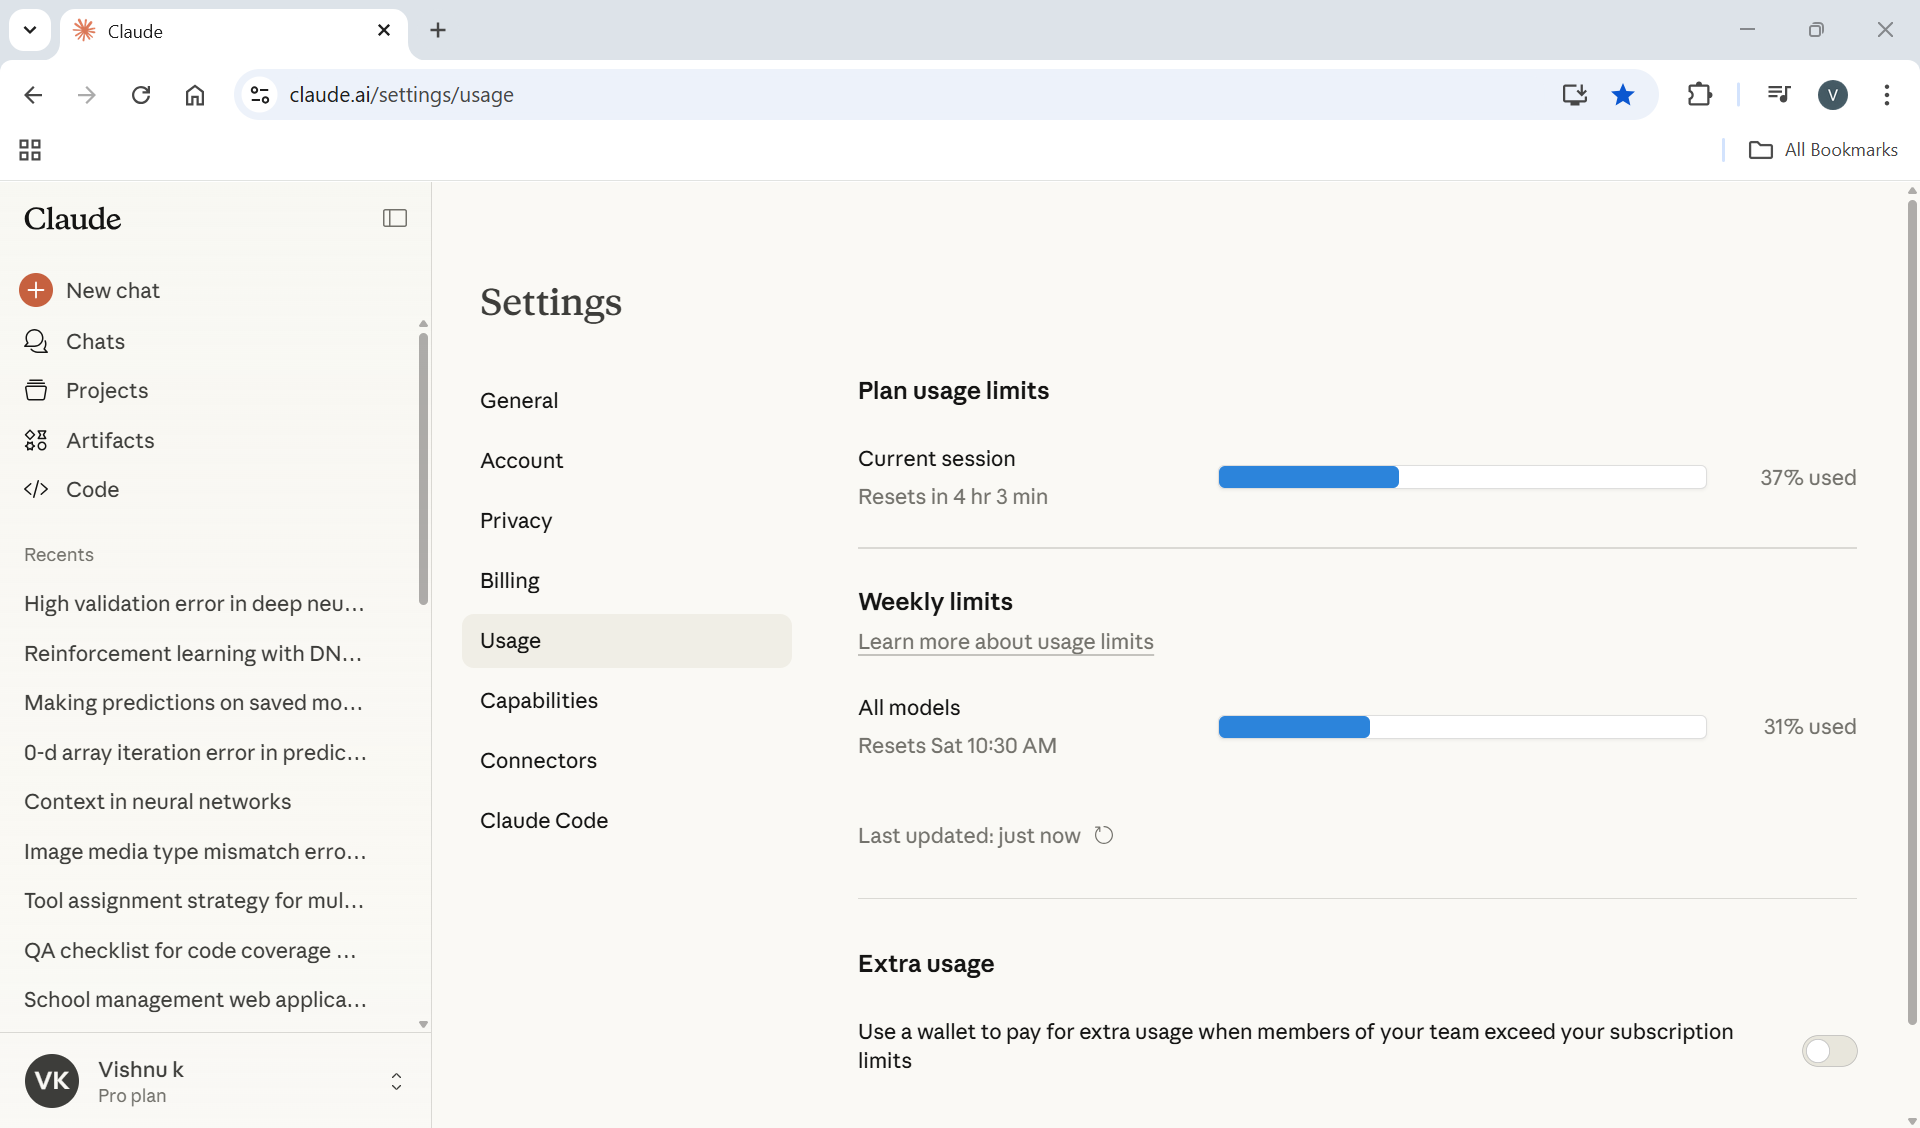 Claude
claude.ai/settings/usage
V
All Bookmarks
Claude
New chat
Chats
Projects
Artifacts
Code
Recents
High validation error in deep neu...
Reinforcement learning with DN...
Making predictions on saved mo...
0-d array iteration error in predic...
Context in neural networks
Image media type mismatch erro...
Tool assignment strategy for mul...
QA checklist for code coverage ...
School management web applica...
VK
Vishnu k
Pro plan
Settings
General
Account
Privacy
Billing
Usage
Capabilities
Connectors
Claude Code
Plan usage limits
Current session
Resets in 4 hr 3 min
37% used
Weekly limits
Learn more about usage limits
All models
Resets Sat 10:30 AM
31% used
Last updated: just now
Extra usage
Use a wallet to pay for extra usage when members of your team exceed your subscription
limits